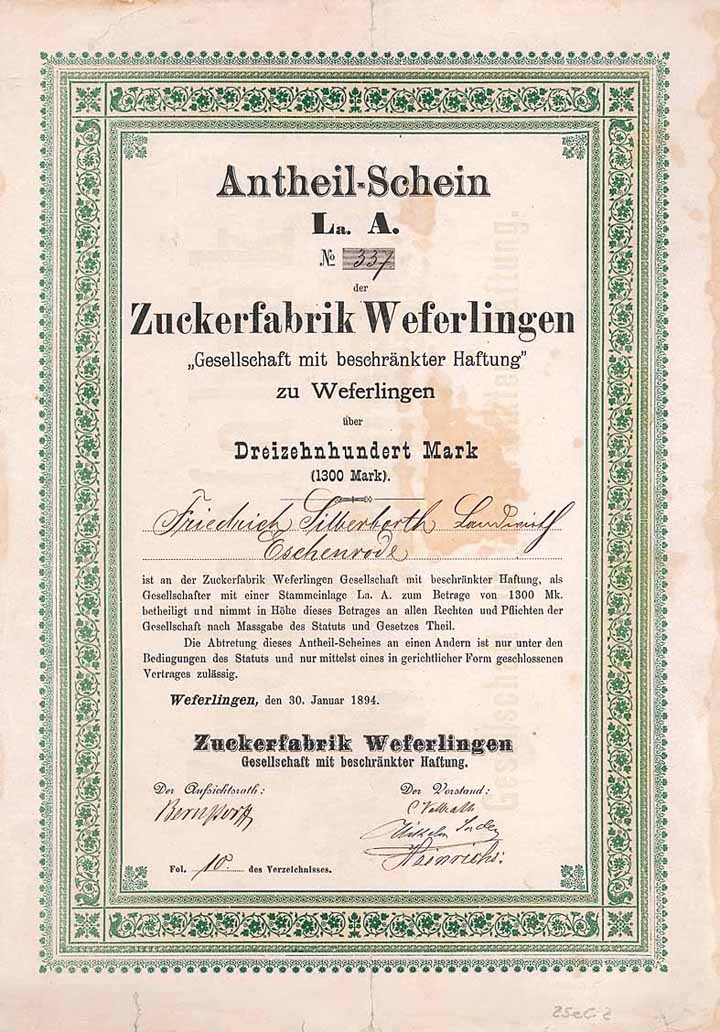 Antheil-Schein
La. A.
№ 337
der
Zuckerfabrik Weferlingen
„Gesellschaft mit beschränkter Haftung"
zu Weferlingen
über
Dreizehnhundert Mark
(1300 Mark).
Friedrich Silberborth Landwirth
Eschenrode
ist an der Zuckerfabrik Weferlingen Gesellschaft mit beschränkter Haftung, als
Gesellschafter mit einer Stammeinlage La. A. zum Betrage von 1300 Mk.
betheiligt und nimmt in Höhe dieses Betrages an allen Rechten und Pflichten der
Gesellschaft nach Massgabe des Statuts und Gesetzes Theil.
Die Abtretung dieses Antheil-Scheines an einen Andern ist nur unter den
Bedingungen des Statuts und nur mittelst eines in gerichtlicher Form geschlossenen
Vertrages zulässig.
Weferlingen, den 30. Januar 1894.
Zuckerfabrik Weferlingen
Gesellschaft mit beschränkter Haftung.
Der Aufsichtsrath: Der Vorstand:
Berndorff C Vollrath
Wilhelm
Heinrichs.
Fol. 10. des Verzeichnisses.